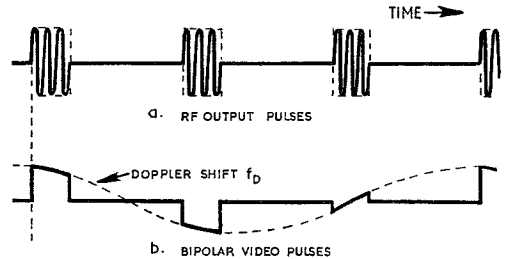 TIME
a. RF OUTPUT PULSES
DOPPLER SHIFT fD
b. BIPOLAR VIDEO PULSES